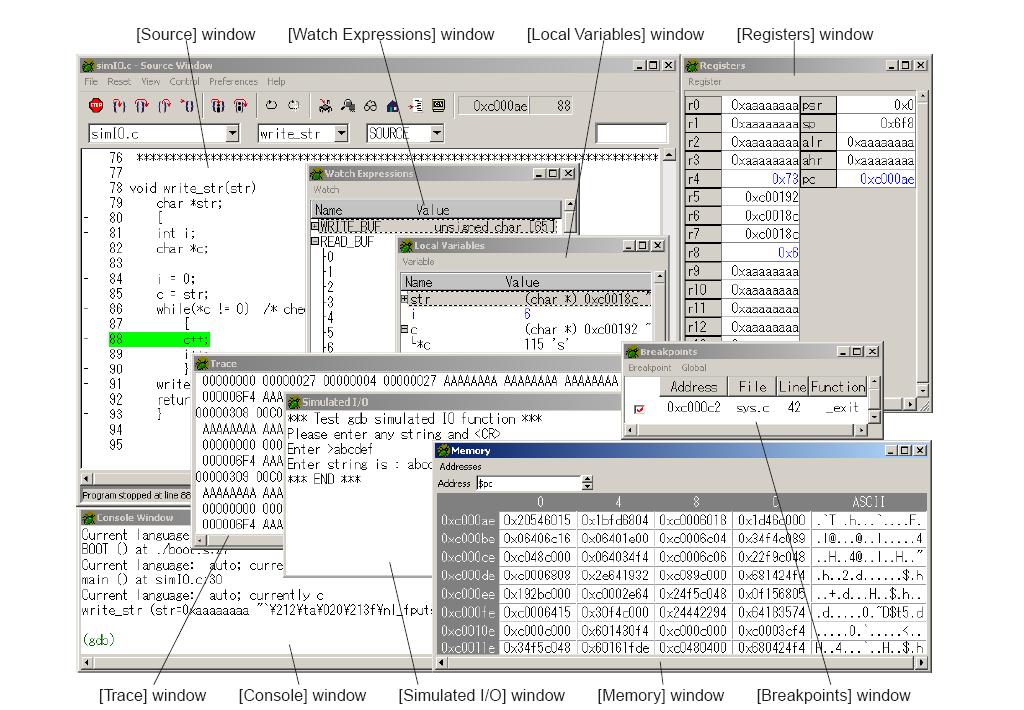 [Source] window [Watch Expressions] window [Local Variables] window [Registers] window
simIO.c - Source Window
File Reset View Control Preferences Help
0xc000ae 88
simIO.c write_str SOURCE
76 ******************************************************************************
77
78 void write_str(str)
- 79 char *str;
- 80 [
- 81 int i;
82 char *c;
83
- 84 i = 0;
- 85 c = str;
- 86 while(*c != 0) /* che
87 [
- 88 c++;
- 89 i++;
- 90 }
- 91 writ
92 retur
- 93 }
94
95
Program stopped at line 88
Watch Expressions
Watch
Name Value
WRITE_BUF unsigned char [65]
READ_BUF
0
1
2
3
4
5
6
Local Variables
Variable
Name Value
str (char *) 0xc0018c "
i 6
c (char *) 0xc00192 "
*c 115 's'
Registers
Register
r0 0xaaaaaaaa psr 0x0
r1 0xaaaaaaaa sp 0x6f8
r2 0xaaaaaaaa alr 0xaaaaaaaa
r3 0xaaaaaaaa ahr 0xaaaaaaaa
r4 0x73 pc 0xc000ae
r5 0xc00192
r6 0xc0018c
r7 0xc0018c
r8 0x6
r9 0xaaaaaaaa
r10 0xaaaaaaaa
r11 0xaaaaaaaa
r12 0xaaaaaaaa
Breakpoints
Breakpoint Global
Address File Line Function
0xc000c2 sys.c 42 _exit
Trace
00000000 00000027 00000004 00000027 AAAAAAAA AAAAAAAA AAAAAAAA
000006F4 AAA
00000308 00C0
AAAAAAAA AAA
00000000 000
000006F4 AAA
00000308 00C0
AAAAAAAA AAA
00000000 000
000006F4 AAA
Simulated I/O
*** Test gdb simulated IO function ***
Please enter any string and <CR>
Enter >abcdef
Enter string is : abcc
*** END ***
Console Window
Current language:
BOOT () at ./boot.s:27
Current language: auto; curre
main () at simIO.c:30
Current language: auto; currently c
write_str (str=0xaaaaaaaa "`¥212¥ta¥020¥213f¥nl_fputs
(gdb)
Memory
Addresses
Address $pc
0 4 8 C ASCII
0xc000ae 0x20546015 0x1bfd6804 0xc0006018 0x1d46c000 .`T .h...`....F.
0xc000be 0x06406c16 0x06401e00 0xc0006c04 0x34f4c089 .l@...@..l.....4
0xc000ce 0xc048c000 0x064034f4 0xc0006c06 0x22f9c048 ..H..4@..l..H.."
0xc000de 0xc0006808 0x2e641932 0xc089c000 0x681424f4 .h..2.d......$.h
0xc000ee 0x192bc000 0xc0002e64 0x24f5c048 0x0f156805 ..+.d...H..$.h..
0xc000fe 0xc0006415 0x30f4c000 0x24442294 0x64183574 .d.....0."D$t5.d
0xc0010e 0xc000c000 0x601430f4 0xc000c000 0xc0003cf4 .....0.`.....<..
0xc0011e 0x34f5c048 0x60161fde 0xc0480400 0x680424f4 H..4...`..H..$.h
[Trace] window [Console] window [Simulated I/O] window [Memory] window [Breakpoints] window